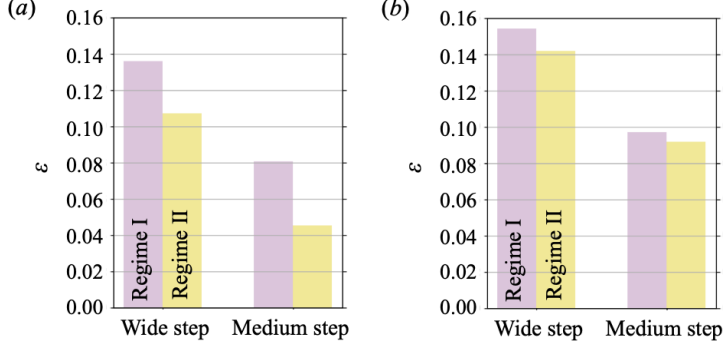 (a)
0.16
0.14
0.12
0.10
0.08
0.06
0.04
0.02
0.00
ε
Regime I
Regime II
Wide step
Medium step
(b)
0.16
0.14
0.12
0.10
0.08
0.06
0.04
0.02
0.00
ε
Regime I
Regime II
Wide step
Medium step